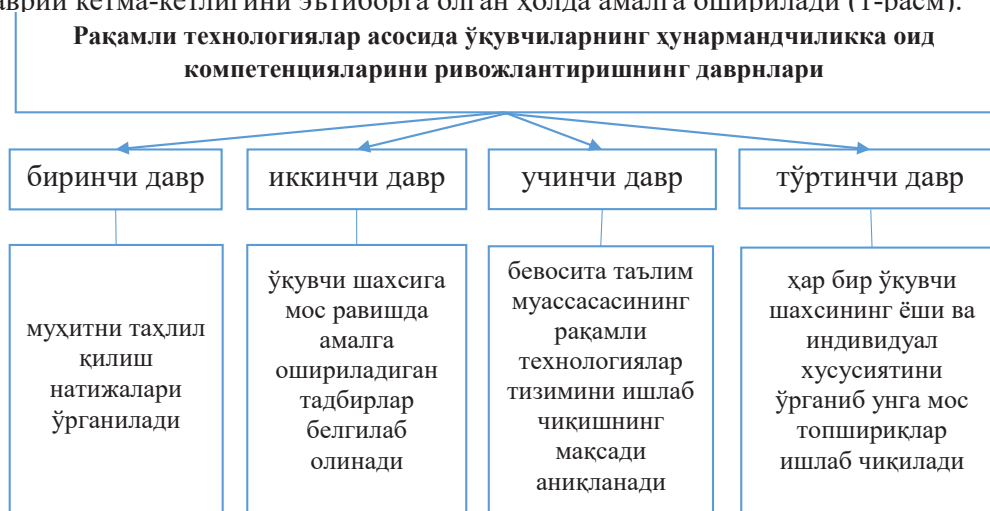 даврий кетма-кетлигини эътиборга олган ҳолда амалга оширилади (1-расм).
Рақамли технологиялар асосида ўқувчиларнинг ҳунармандчиликка оид
компетенцияларини ривожлантиришнинг даврнлари
биринчи давр
иккинчи давр
учинчи давр
тўртинчи давр
муҳитни таҳлил
қилиш
натижалари
ўрганилади
ўқувчи шахсига
мос равишда
амалга
ошириладиган
тадбирлар
белгилаб
олинади
бевосита таълим
муассасасининг
рақамли
технологиялар
тизимини ишлаб
чиқишнинг
мақсади
аниқланади
ҳар бир ўқувчи
шахсининг ёши ва
индивидуал
хусусиятини
ўрганиб унга мос
топшириқлар
ишлаб чиқилади